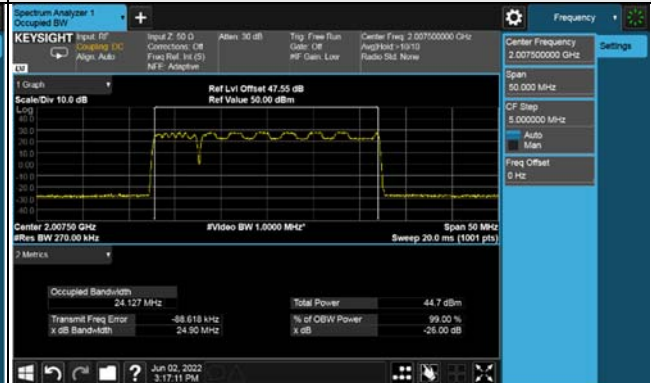 Spectrum Analyzer 1
Occupied BW
+
Frequency
KEYSIGHT
Input: RF
Coupling: DC
Align: Auto
Input Z: 50 Ω
Corrections: Off
Freq Ref: Int (S)
NFE: Adaptive
Atten: 30 dB
Trig: Free Run
Gate: Off
#IF Gain: Low
Center Freq: 2.007500000 GHz
Avg|Hold:>10/10
Radio Std: None
LXI
Center Frequency
2.007500000 GHz
Settings
Span
50.000 MHz
CF Step
5.000000 MHz
Auto
Man
Freq Offset
0 Hz
1 Graph
Scale/Div 10.0 dB
Ref Lvl Offset 47.55 dB
Ref Value 50.00 dBm
Log
40.0
30.0
20.0
10.0
0.00
-10.0
-20.0
-30.0
-40.0
Center 2.00750 GHz
#Res BW 270.00 kHz
#Video BW 1.0000 MHz*
Span 50 MHz
Sweep 20.0 ms (1001 pts)
2 Metrics
Occupied Bandwidth
24.127 MHz
Total Power 44.7 dBm
Transmit Freq Error -88.618 kHz
% of OBW Power 99.00 %
x dB Bandwidth 24.90 MHz
x dB -26.00 dB
?
Jun 02, 2022
3:17:11 PM